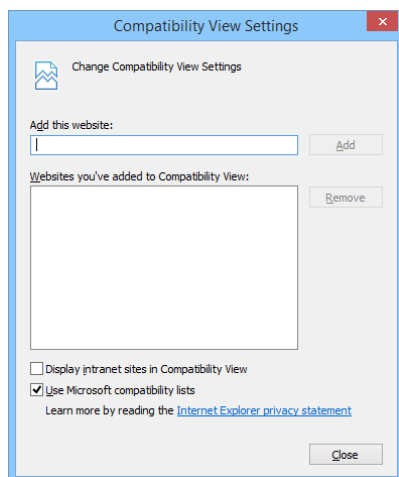 Compatibility View Settings
Change Compatibility View Settings
Add this website:
Add
Websites you've added to Compatibility View:
Remove
Display intranet sites in Compatibility View
Use Microsoft compatibility lists
Learn more by reading the Internet Explorer privacy statement
Close